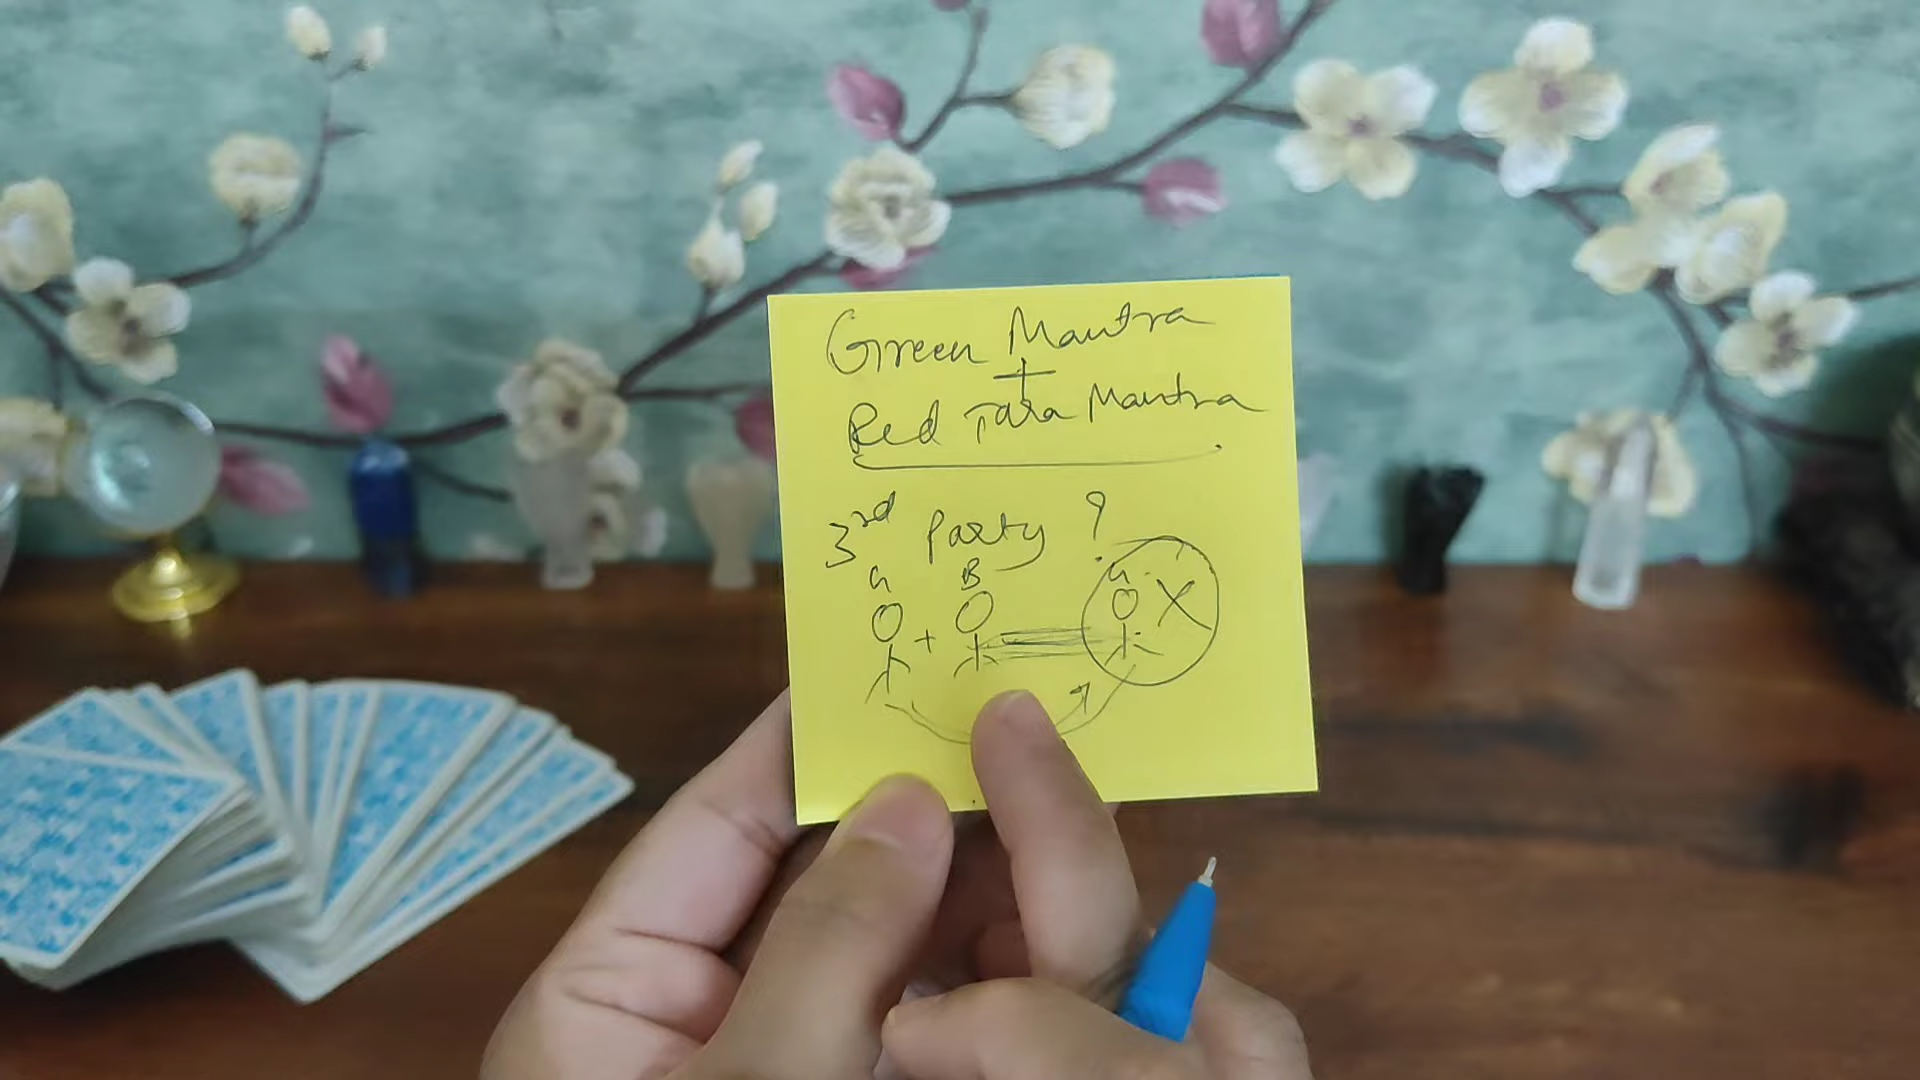 Green Mantra
+
Red Tara Mantra
3rd Party ?
G B G X
+